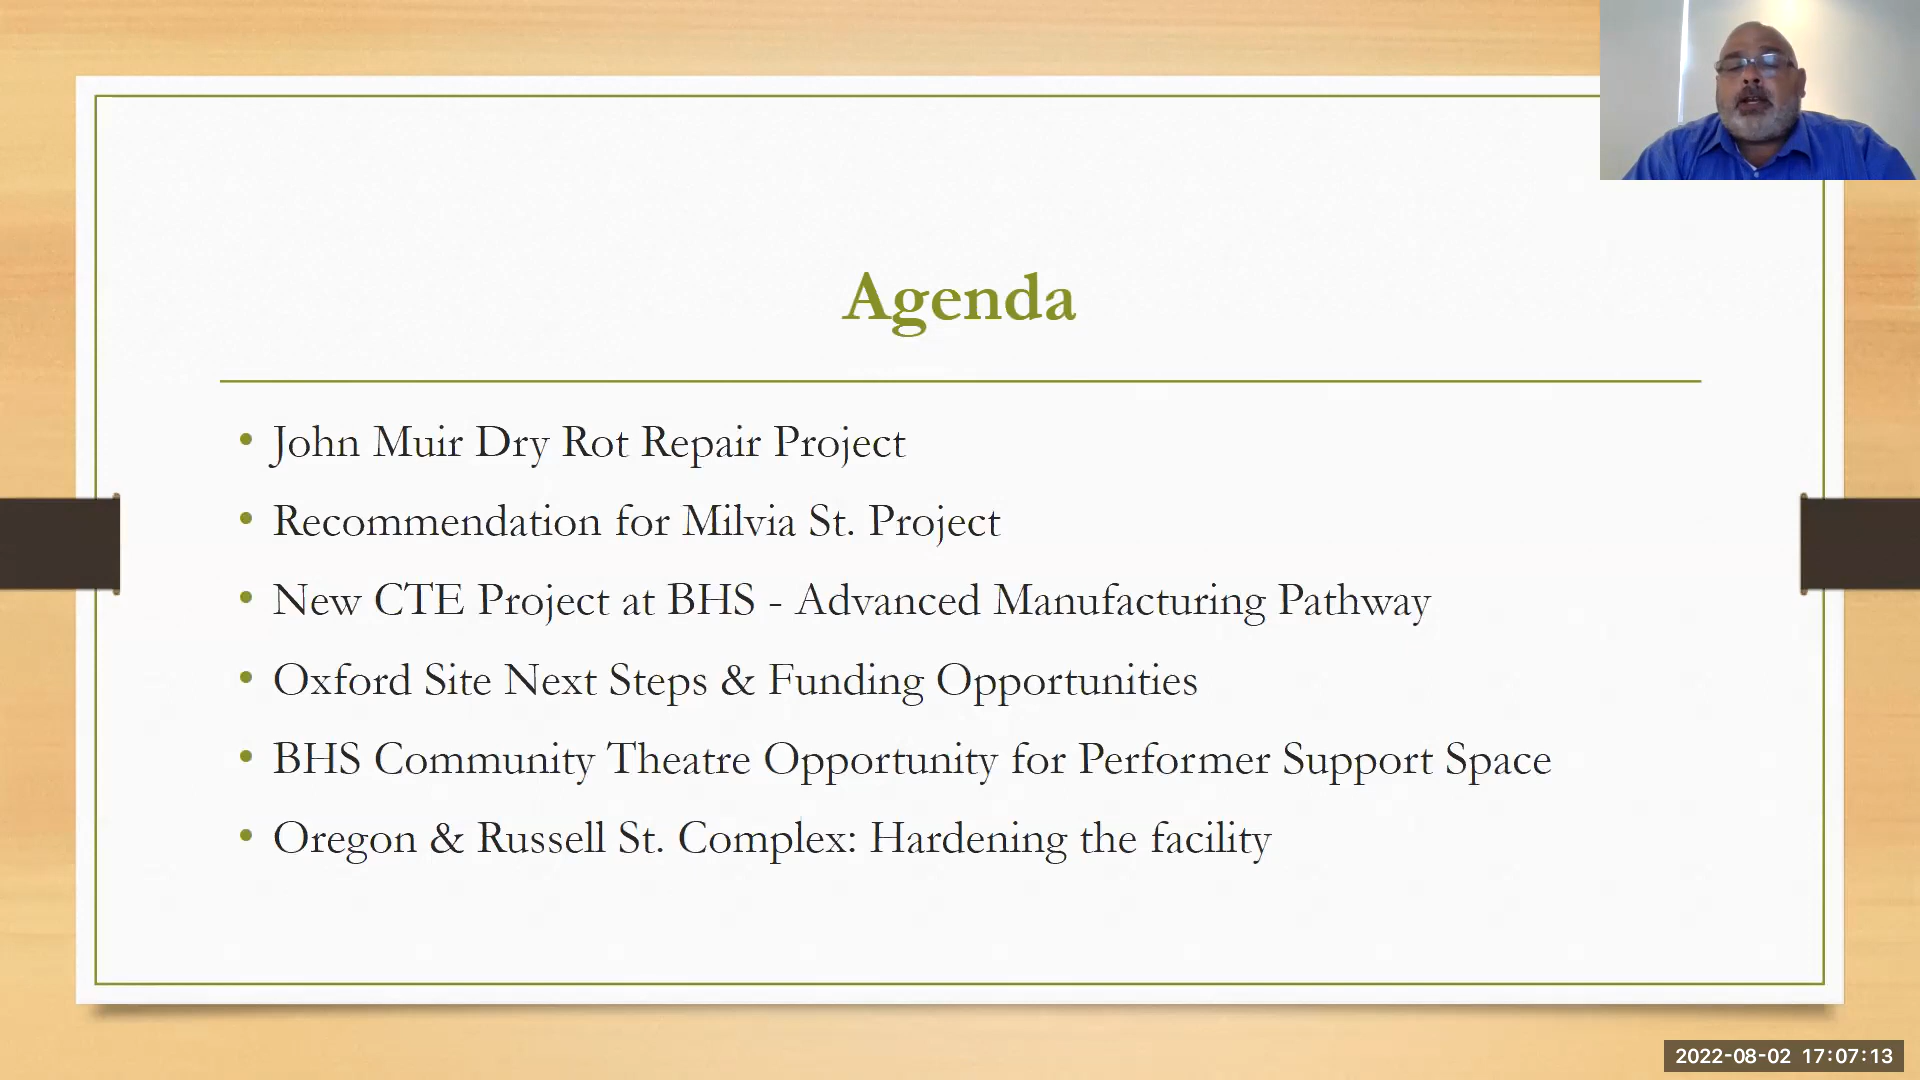 Agenda
• John Muir Dry Rot Repair Project
• Recommendation for Milvia St. Project
• New CTE Project at BHS - Advanced Manufacturing Pathway
• Oxford Site Next Steps & Funding Opportunities
• BHS Community Theatre Opportunity for Performer Support Space
• Oregon & Russell St. Complex: Hardening the facility
2022-08-02 17:07:13